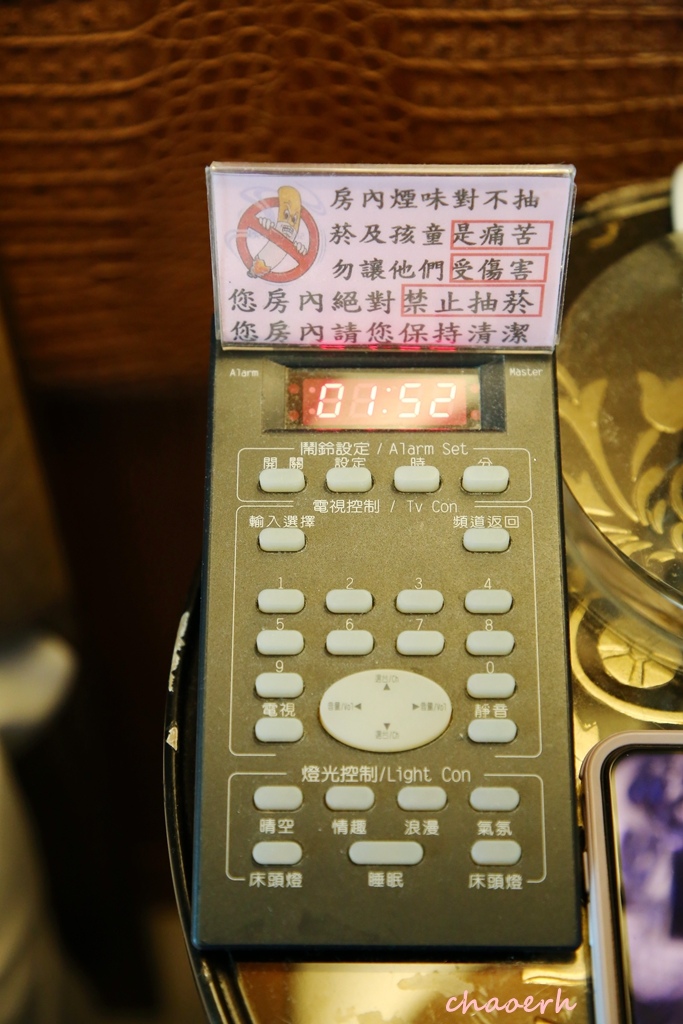 房內煙味對不抽
菸及孩童是痛苦
勿讓他們受傷害
您房內絕對禁止抽菸
您房內請您保持清潔
Alarm
Master
01:52
鬧鈴設定 / Alarm Set
開 關 設定 時 分
電視控制 / Tv Con
輸入選擇 頻道返回
1 2 3 4
5 6 7 8
9 0
電視 靜音
燈光控制/Light Con
晴空 情趣 浪漫 氣氛
床頭燈 睡眠 床頭燈
chaoerh